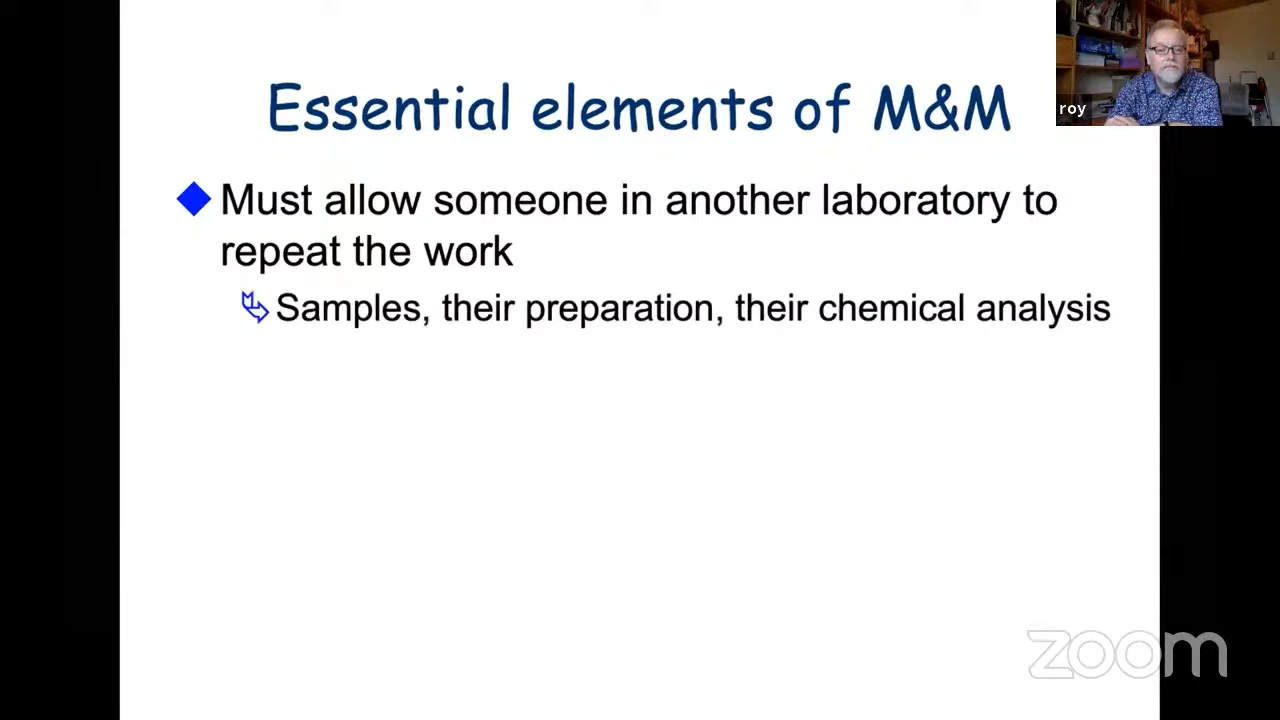 Essential elements of M&M
roy
Must allow someone in another laboratory to
repeat the work
Samples, their preparation, their chemical analysis
zoom